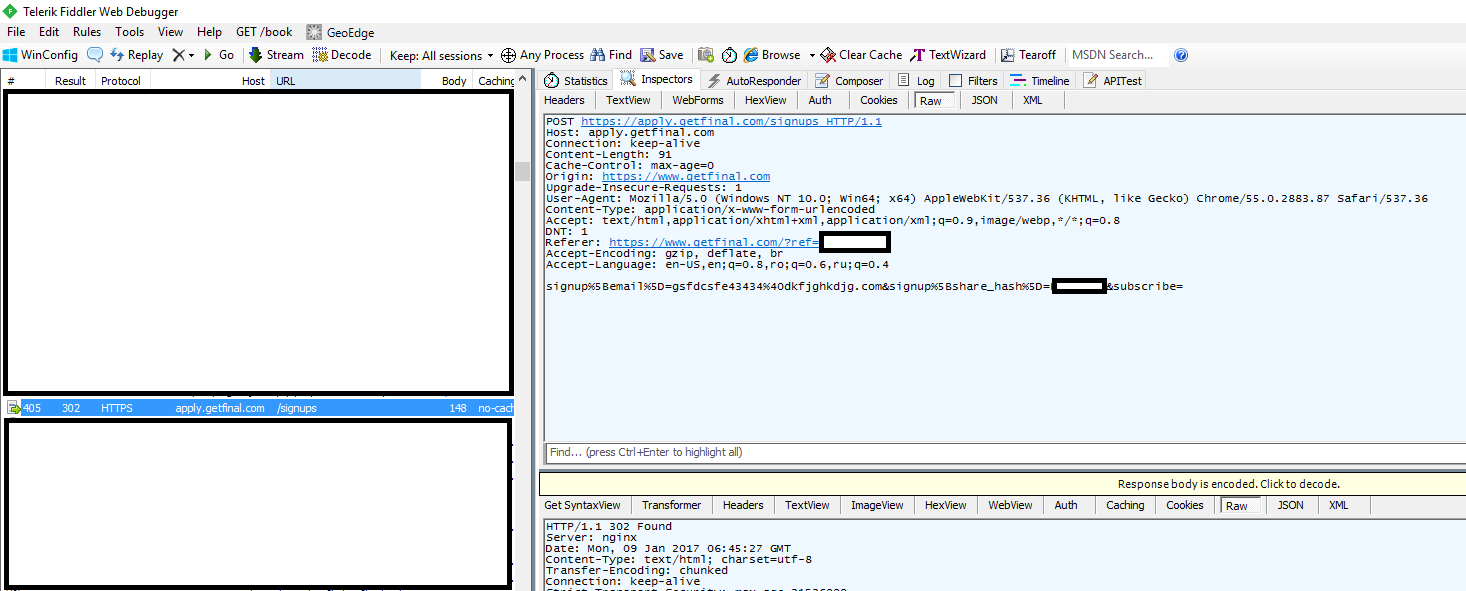 Telerik Fiddler Web Debugger
File Edit Rules Tools View Help GET /book GeoEdge
WinConfig Replay X Go Stream Decode Keep: All sessions Any Process Find Save Browse Clear Cache TextWizard Tearoff MSDN Search...
# Result Protocol Host URL Body Caching
405 302 HTTPS apply.getfinal.com /signups 148 no-cach
Statistics Inspectors AutoResponder Composer Log Filters Timeline APITest
Headers TextView WebForms HexView Auth Cookies Raw JSON XML
POST https://apply.getfinal.com/signups HTTP/1.1
Host: apply.getfinal.com
Connection: keep-alive
Content-Length: 91
Cache-Control: max-age=0
Origin: https://www.getfinal.com
Upgrade-Insecure-Requests: 1
User-Agent: Mozilla/5.0 (Windows NT 10.0; Win64; x64) AppleWebKit/537.36 (KHTML, like Gecko) Chrome/55.0.2883.87 Safari/537.36
Content-Type: application/x-www-form-urlencoded
Accept: text/html,application/xhtml+xml,application/xml;q=0.9,image/webp,*/*;q=0.8
DNT: 1
Referer: https://www.getfinal.com/?ref=
Accept-Encoding: gzip, deflate, br
Accept-Language: en-US,en;q=0.8,ro;q=0.6,ru;q=0.4
signup%5Bemail%5D=gsfdcsfe43434%40dkfjghkdjg.com&signup%5Bshare_hash%5D= &subscribe=
Find... (press Ctrl+Enter to highlight all)
Response body is encoded. Click to decode.
Get SyntaxView Transformer Headers TextView ImageView HexView WebView Auth Caching Cookies Raw JSON XML
HTTP/1.1 302 Found
Server: nginx
Date: Mon, 09 Jan 2017 06:45:27 GMT
Content-Type: text/html; charset=utf-8
Transfer-Encoding: chunked
Connection: keep-alive
Strict-Transport-Security: max-age=31536000